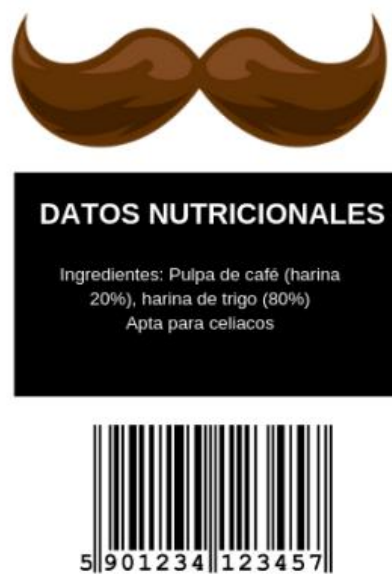 DATOS NUTRICIONALES
Ingredientes: Pulpa de café (harina
20%), harina de trigo (80%)
Apta para celiacos
5 901234 123457